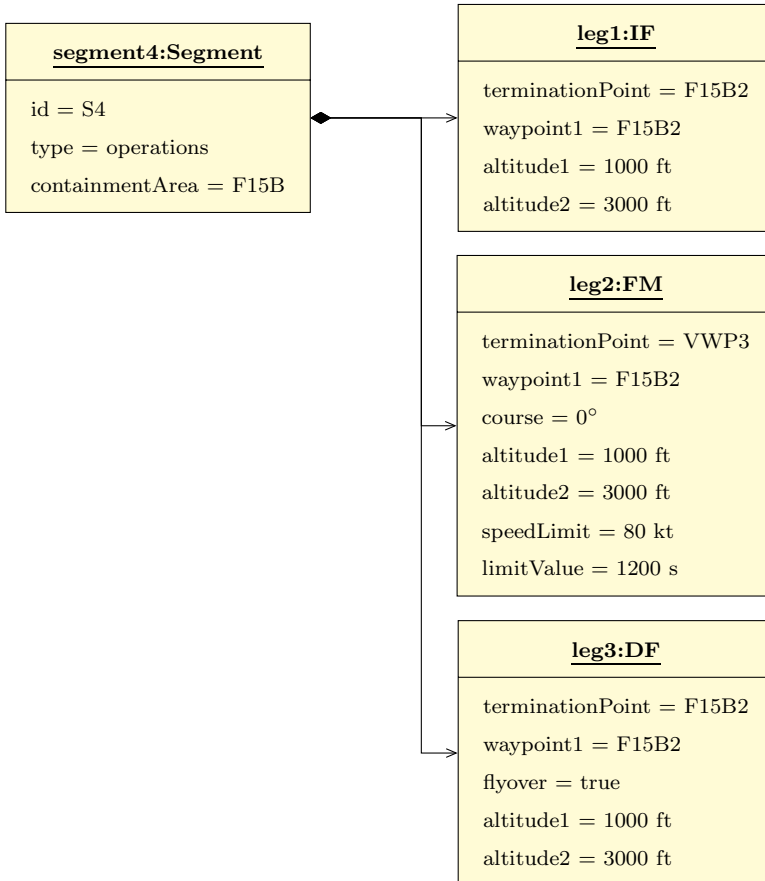 segment4:Segment
id = S4
type = operations
containmentArea = F15B
leg1:IF
terminationPoint = F15B2
waypoint1 = F15B2
altitude1 = 1000 ft
altitude2 = 3000 ft
leg2:FM
terminationPoint = VWP3
waypoint1 = F15B2
course = 0°
altitude1 = 1000 ft
altitude2 = 3000 ft
speedLimit = 80 kt
limitValue = 1200 s
leg3:DF
terminationPoint = F15B2
waypoint1 = F15B2
flyover = true
altitude1 = 1000 ft
altitude2 = 3000 ft